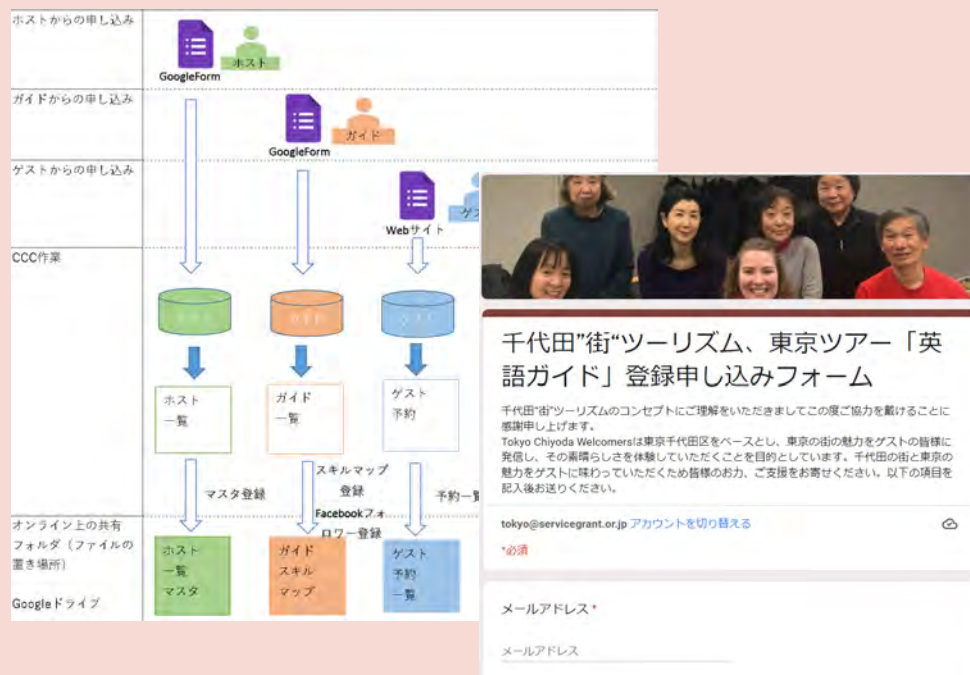 ホストからの申し込み
GoogleForm
ホスト
ガイドからの申し込み
GoogleForm
ガイド
ゲストからの申し込み
Webサイト
CCC作業
ホスト
一覧
ガイド
一覧
ゲスト
予約
マスタ登録
スキルマップ
登録
Facebookフォ
ロワー登録
予約一覧
オンライン上の共有
フォルダ（ファイルの
置き場所）
Googleドライブ
ホスト
一覧
マスタ
ガイド
スキル
マップ
ゲスト
予約
一覧
千代田”街“ツーリズム、東京ツアー「英
語ガイド」登録申し込みフォーム
千代田”街”ツーリズムのコンセプトにご理解をいただきましてこの度ご協力を戴けることに
感謝申し上げます。
Tokyo Chiyoda Welcomersは東京千代田区をベースとし、東京の街の魅力をゲストの皆様に
発信し、その素晴らしさを体験していただくことを目的としています。千代田の街と東京の
魅力をゲストに味わっていただくため皆様のお力、ご支援をお寄せください。以下の項目を
記入後お送りください。
tokyo@servicegrant.or.jp アカウントを切り替える
*必須
メールアドレス *
メールアドレス